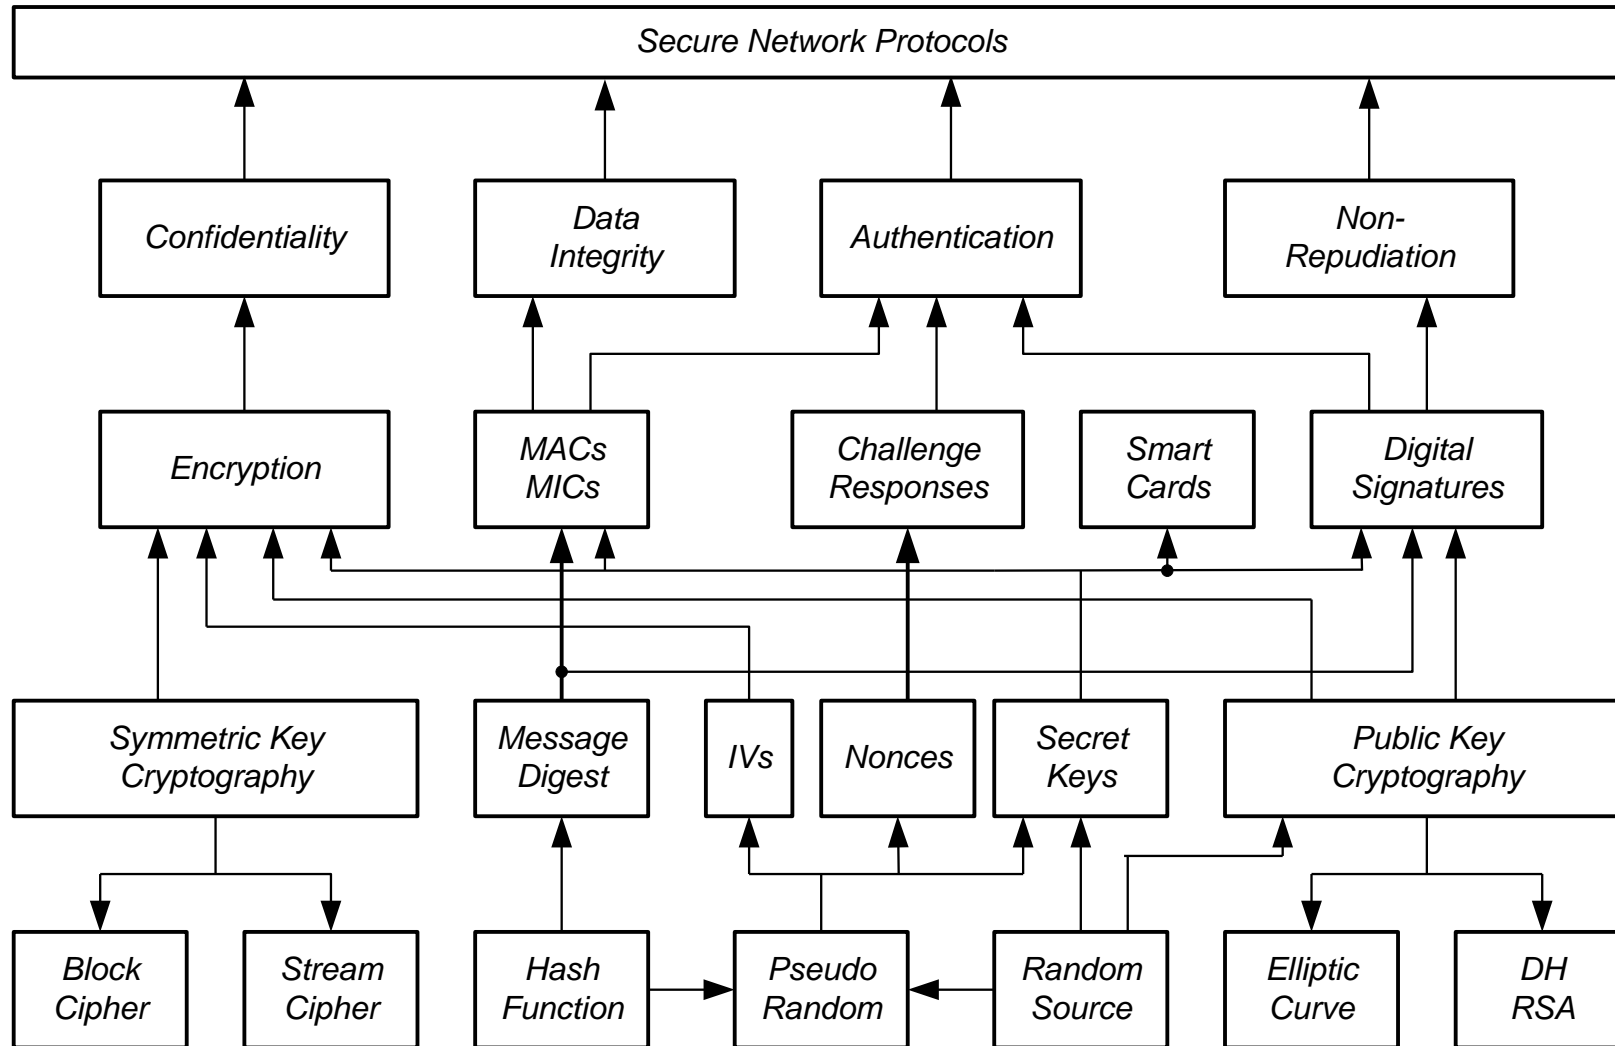 Secure Network Protocols
Confidentiality
Data
Integrity
Authentication
Non-
Repudiation
Encryption
MACs
MICs
Challenge
Responses
Smart
Cards
Digital
Signatures
Symmetric Key
Cryptography
Message
Digest
IVs
Nonces
Secret
Keys
Public Key
Cryptography
Block
Cipher
Stream
Cipher
Hash
Function
Pseudo
Random
Random
Source
Elliptic
Curve
DH
RSA